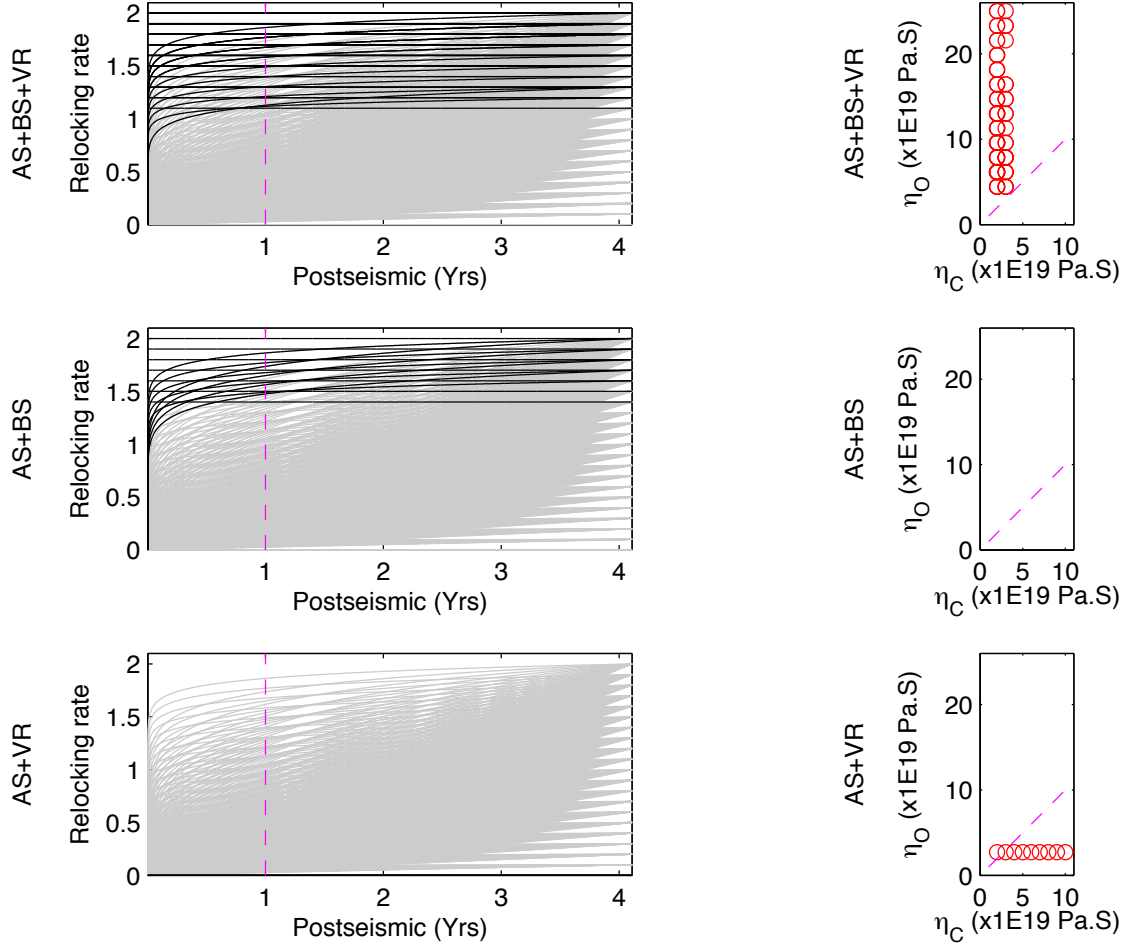 AS+BS+VR
Relocking rate
2
1.5
1
0.5
0
1 2 3 4
Postseismic (Yrs)
AS+BS+VR
η_O (x1E19 Pa.S)
20
10
0
0 5 10
η_C (x1E19 Pa.S)
AS+BS
Relocking rate
2
1.5
1
0.5
0
1 2 3 4
Postseismic (Yrs)
AS+BS
η_O (x1E19 Pa.S)
20
10
0
0 5 10
η_C (x1E19 Pa.S)
AS+VR
Relocking rate
2
1.5
1
0.5
0
1 2 3 4
Postseismic (Yrs)
AS+VR
η_O (x1E19 Pa.S)
20
10
0
0 5 10
η_C (x1E19 Pa.S)